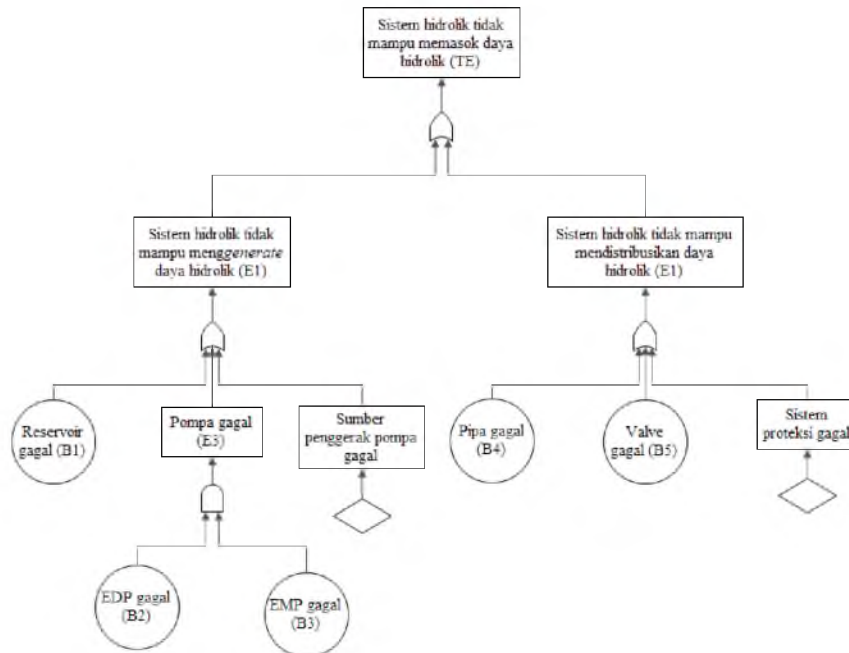 Sistem hidrolik tidak
mampu memasok daya
hidrolik (TE)
Sistem hidrolik tidak
mampu menggenerate
daya hidrolik (E1)
Sistem hidrolik tidak mampu
mendistribusikan daya
hidrolik (E1)
Reservoir
gagal (B1)
Pompa gagal
(E3)
Sumber
penggerak pompa
gagal
Pipa gagal
(B4)
Valve
gagal (B5)
Sistem
proteksi gagal
EDP gagal
(B2)
EMP gagal
(B3)